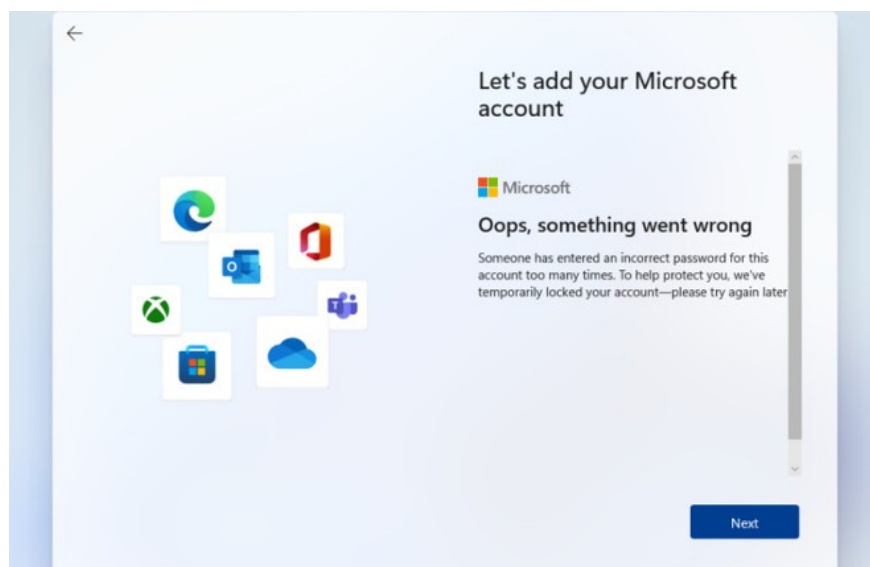 Let's add your Microsoft
account
Microsoft
Oops, something went wrong
Someone has entered an incorrect password for this
account too many times. To help protect you, we've
temporarily locked your account—please try again later
Next